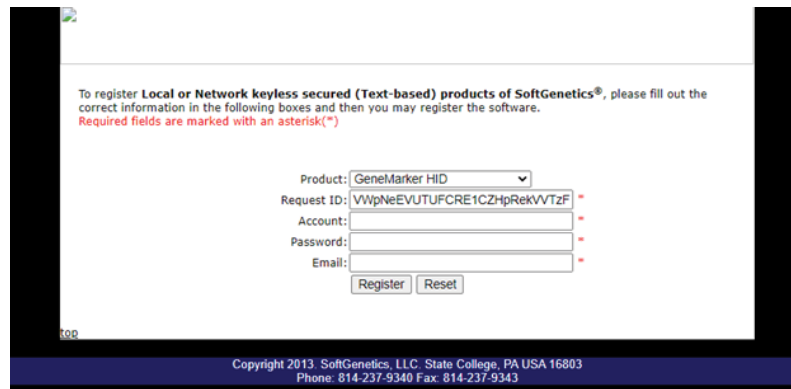 To register Local or Network keyless secured (Text-based) products of SoftGenetics®, please fill out the
correct information in the following boxes and then you may register the software.
Required fields are marked with an asterisk(*)
Product: GeneMarker HID
Request ID: VWpNeEVUTUFCRE1CZHpRekVVTzF *
Account: *
Password: *
Email: *
Register Reset
top
Copyright 2013. SoftGenetics, LLC. State College, PA USA 16803
Phone: 814-237-9340 Fax: 814-237-9343